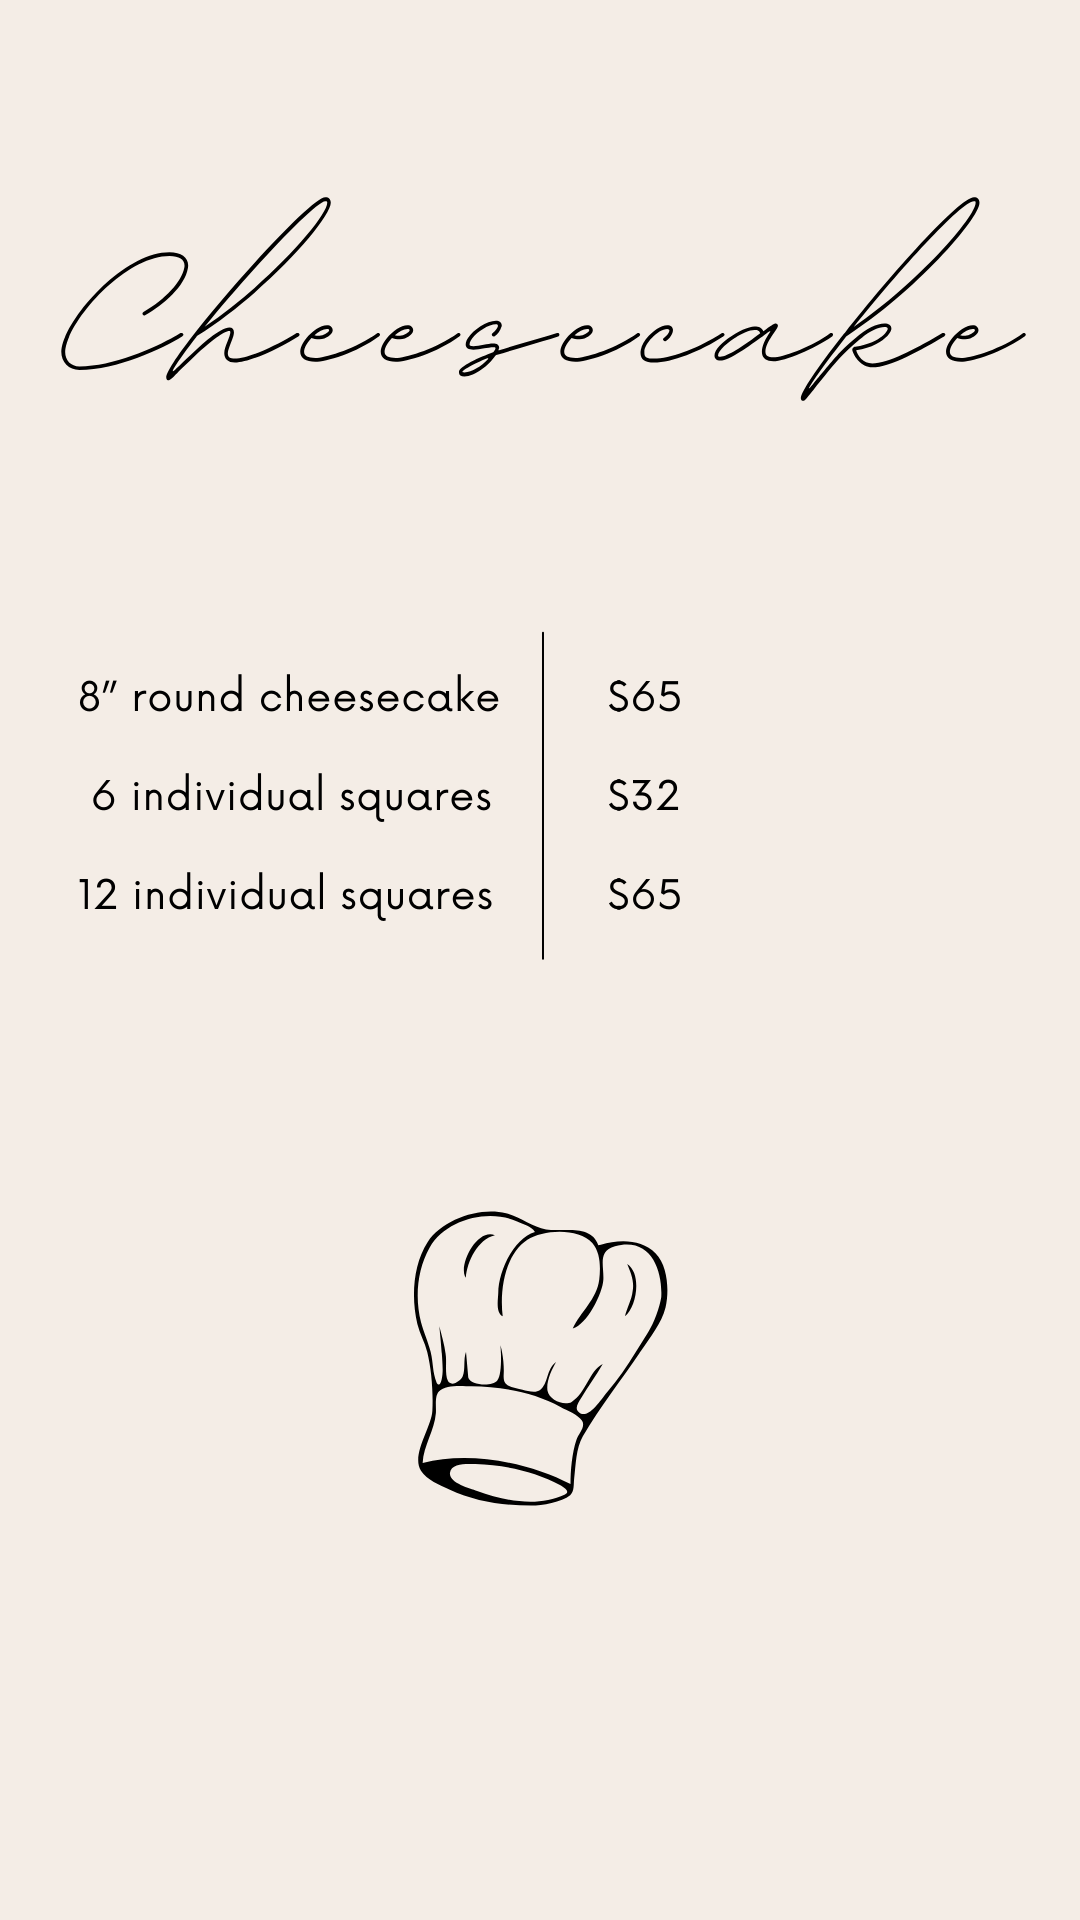 Cheesecake
8” round cheesecake $65
6 individual squares $32
12 individual squares $65